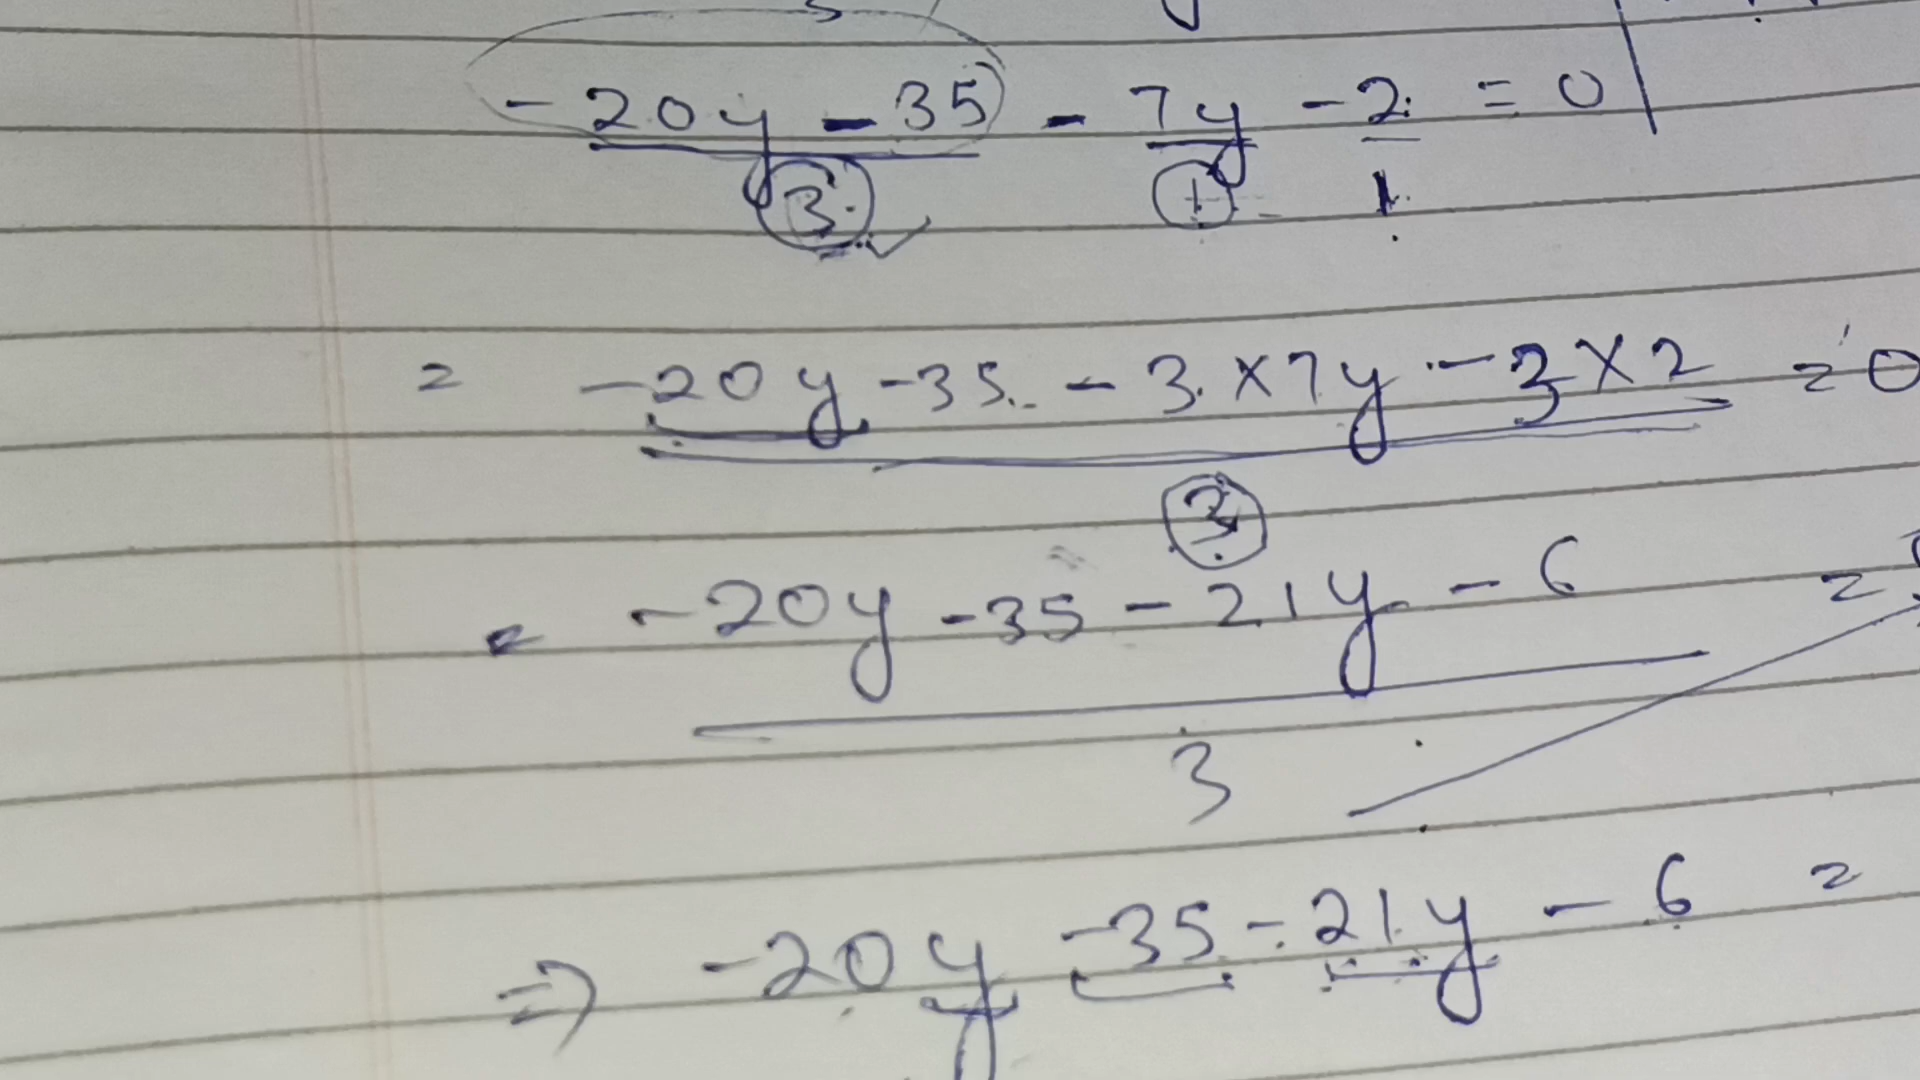 -20y - 35 - 7y - 2 = 0
3 1 1
= -20y - 35 - 3 × 7y - 3 × 2 = 0
3
= -20y - 35 - 21y - 6 =
3
⇒ -20y - 35 - 21y - 6 =